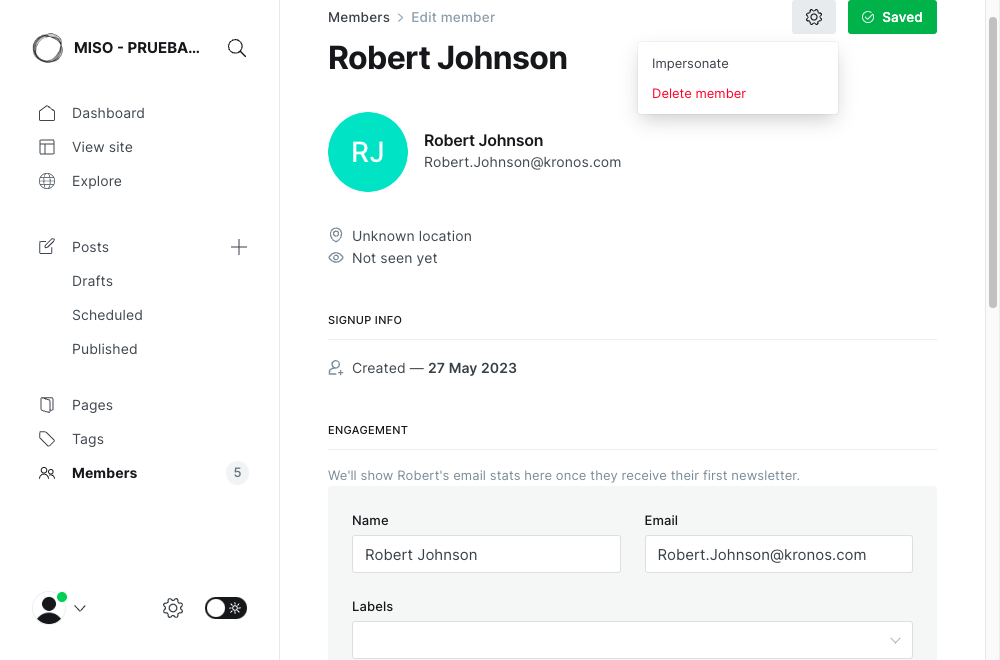 MISO - PRUEBA...
Dashboard
View site
Explore
Posts
Drafts
Scheduled
Published
Pages
Tags
Members
5
Members > Edit member
Saved
Robert Johnson
Impersonate
Delete member
RJ
Robert Johnson
Robert.Johnson@kronos.com
Unknown location
Not seen yet
SIGNUP INFO
Created — 27 May 2023
ENGAGEMENT
We'll show Robert's email stats here once they receive their first newsletter.
Name
Email
Robert Johnson
Robert.Johnson@kronos.com
Labels